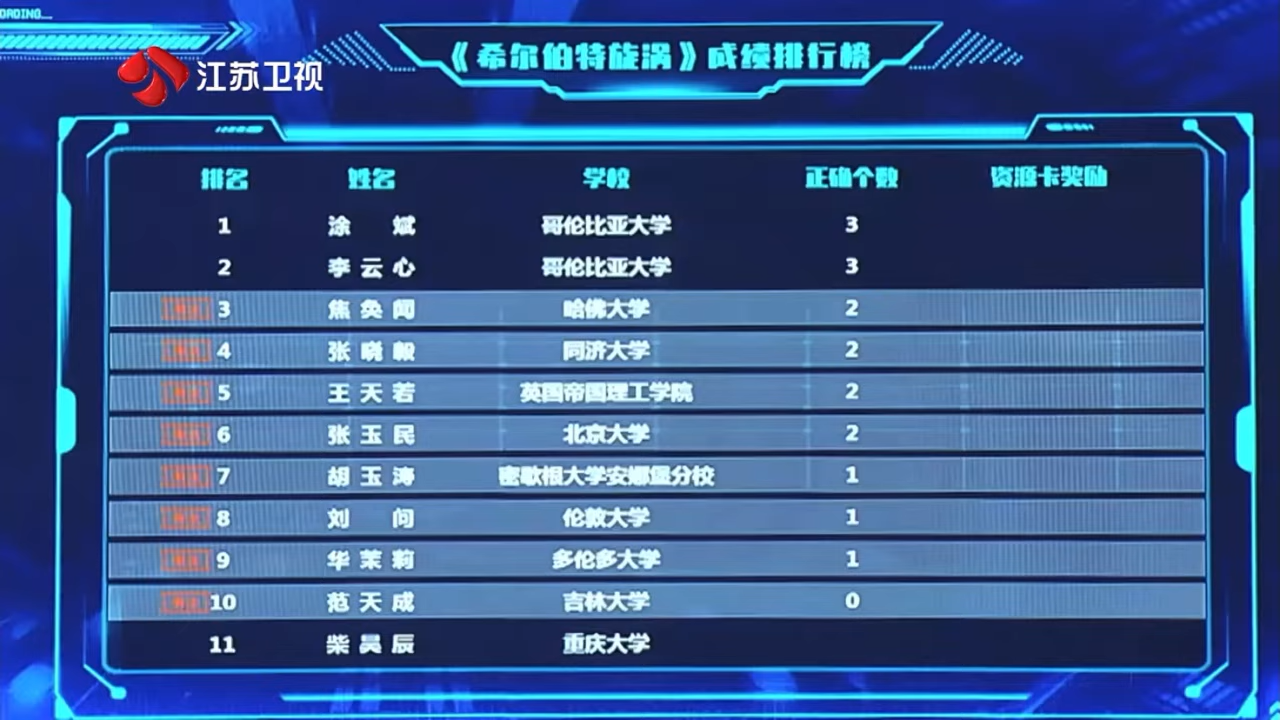 OADING...
江苏卫视
《希尔伯特旋涡》成绩排行榜
排名 姓名 学校 正确个数 资源卡奖励
1 涂斌 哥伦比亚大学 3
2 李云心 哥伦比亚大学 3
3 焦奂闻 哈佛大学 2
4 张晓毅 同济大学 2
5 王天若 英国帝国理工学院 2
6 张玉民 北京大学 2
7 胡玉涛 密歇根大学安娜堡分校 1
8 刘问 伦敦大学 1
9 华茉莉 多伦多大学 1
10 范天成 吉林大学 0
11 柴昊辰 重庆大学